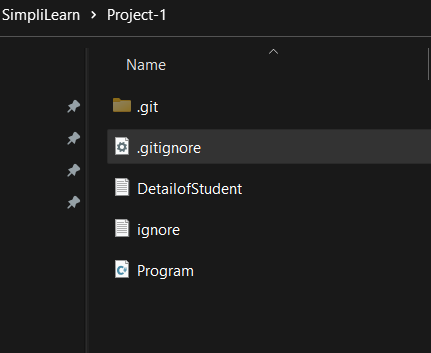 SimpliLearn > Project-1
Name
.git
.gitignore
DetailofStudent
ignore
Program